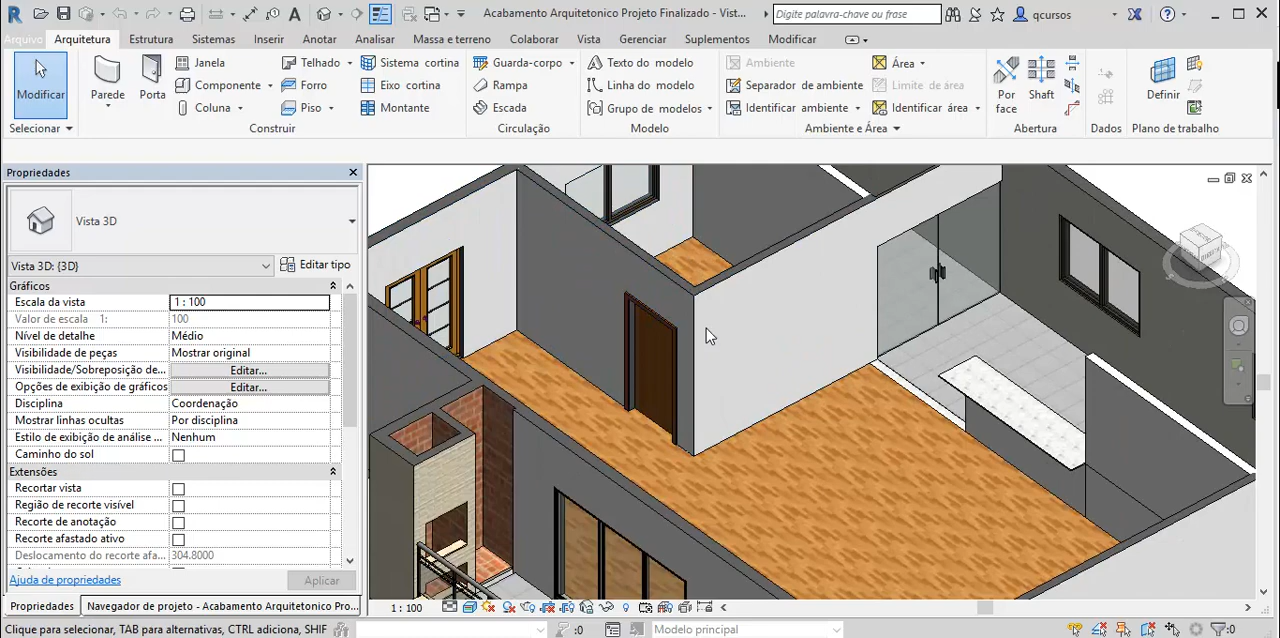 Acabamento Arquitetonico Projeto Finalizado - Vist...
Digite palavra-chave ou frase
qcursos
Arquivo
Arquitetura
Estrutura
Sistemas
Inserir
Anotar
Analisar
Massa e terreno
Colaborar
Vista
Gerenciar
Suplementos
Modificar
Modificar
Parede
Porta
Janela
Componente
Coluna
Telhado
Forro
Piso
Sistema cortina
Eixo cortina
Montante
Guarda-corpo
Rampa
Escada
Texto do modelo
Linha do modelo
Grupo de modelos
Ambiente
Separador de ambiente
Identificar ambiente
Área
Limite de área
Identificar área
Por face
Shaft
Definir
Selecionar
Construir
Circulação
Modelo
Ambiente e Área
Abertura
Dados
Plano de trabalho
Propriedades
Vista 3D
Vista 3D: {3D}
Editar tipo
Gráficos
Escala da vista 1 : 100
Valor de escala 1: 100
Nível de detalhe Médio
Visibilidade de peças Mostrar original
Visibilidade/Sobreposição de... Editar...
Opções de exibição de gráficos Editar...
Disciplina Coordenação
Mostrar linhas ocultas Por disciplina
Estilo de exibição de análise ... Nenhum
Caminho do sol
Extensões
Recortar vista
Região de recorte visível
Recorte de anotação
Recorte afastado ativo
Deslocamento do recorte afa... 304.8000
Ajuda de propriedades
Aplicar
Propriedades
Navegador de projeto - Acabamento Arquitetonico Pro...
1 : 100
Clique para selecionar, TAB para alternativas, CTRL adiciona, SHIF
:0
Modelo principal
:0